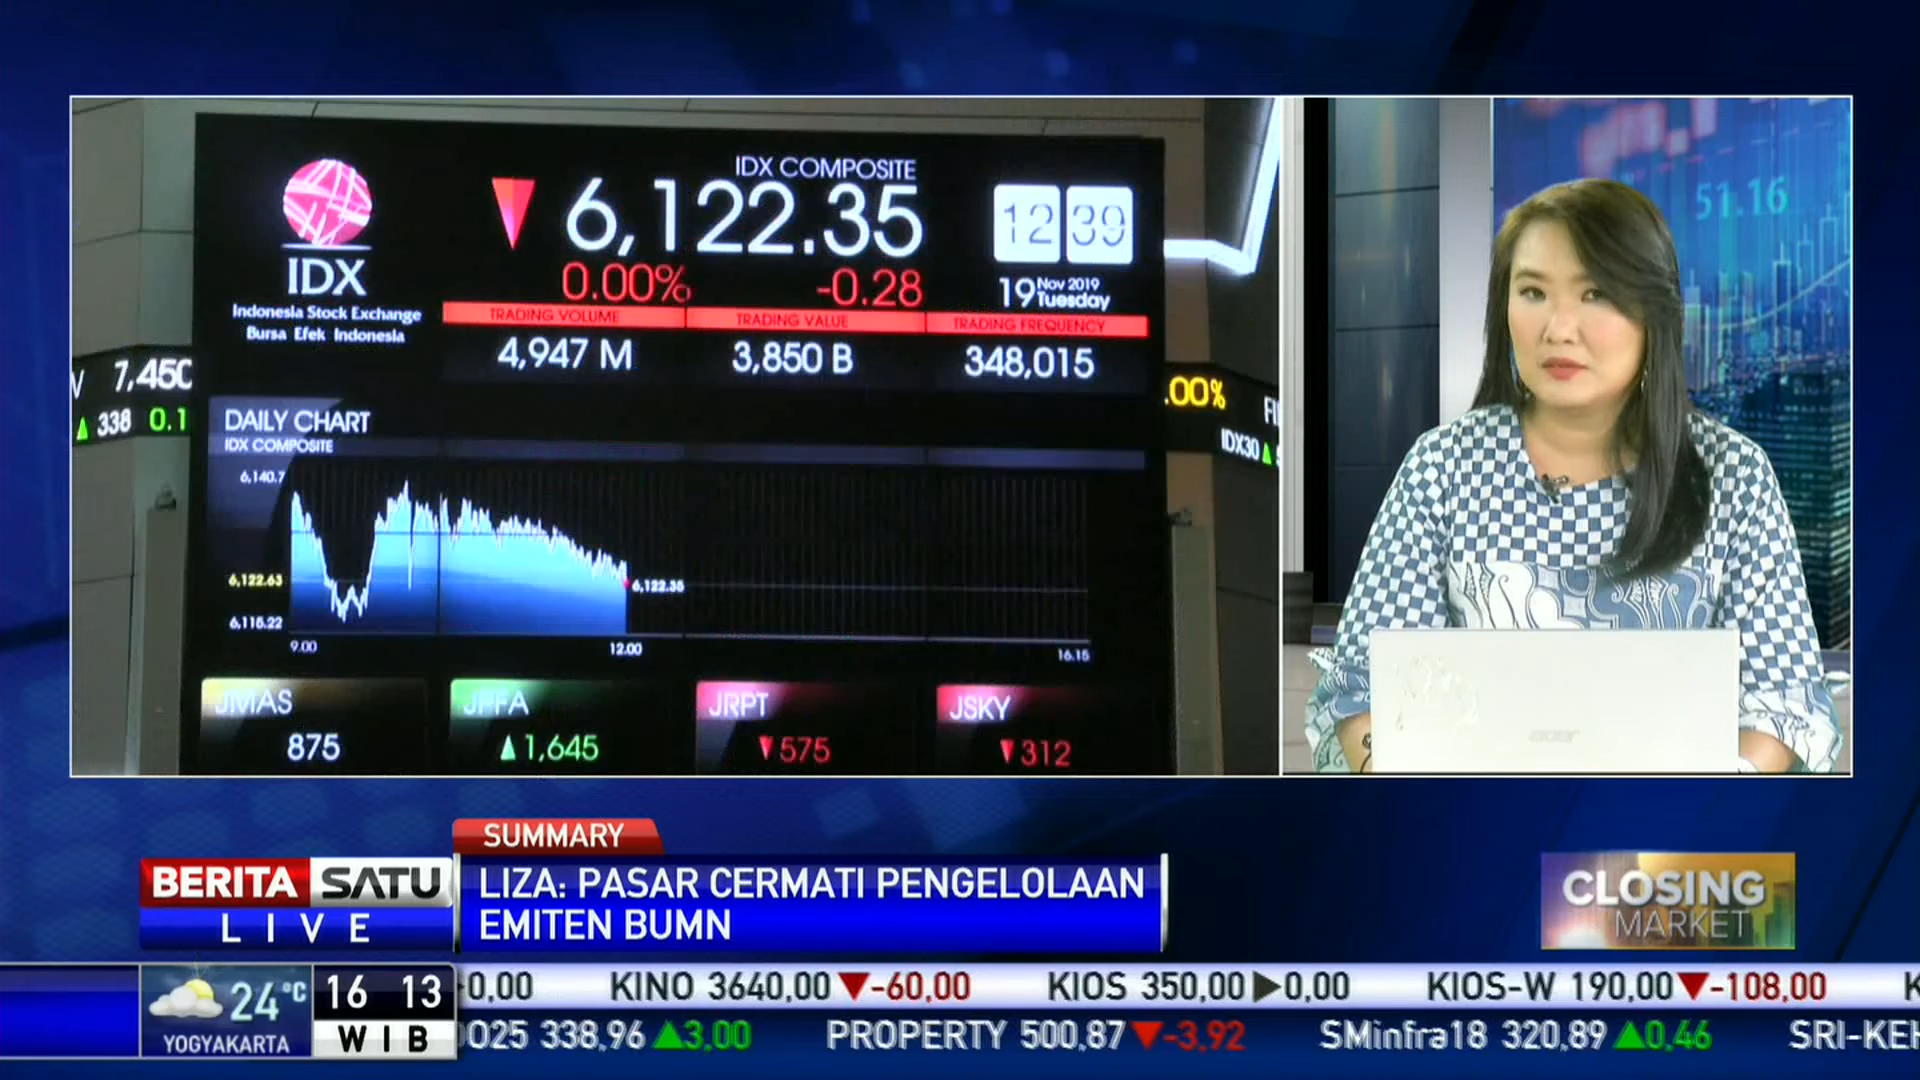 IDX COMPOSITE
6,122.35
0.00% -0.28
12 39
19 Nov 2019
Tuesday
IDX
Indonesia Stock Exchange
Bursa Efek Indonesia
TRADING VOLUME TRADING VALUE TRADING FREQUENCY
4,947 M 3,850 B 348,015
7,450
338 0.1
.00%
IDX30
DAILY CHART
IDX COMPOSITE
6,140.7
6,122.63
6,122.35
6,115.22
9.00 12.00 16.15
JMAS JPFA JRPT JSKY
875 1,645 575 312
51.16
acer
SUMMARY
BERITA SATU
LIVE
LIZA: PASAR CERMATI PENGELOLAAN
EMITEN BUMN
CLOSING
MARKET
24°C
YOGYAKARTA
16 13
WIB
0,00 KINO 3640,00 -60,00 KIOS 350,00 0,00 KIOS-W 190,00 -108,00 K
0025 338,96 3,00 PROPERTY 500,87 -3,92 SMinfra18 320,89 0,46 SRI-KEH